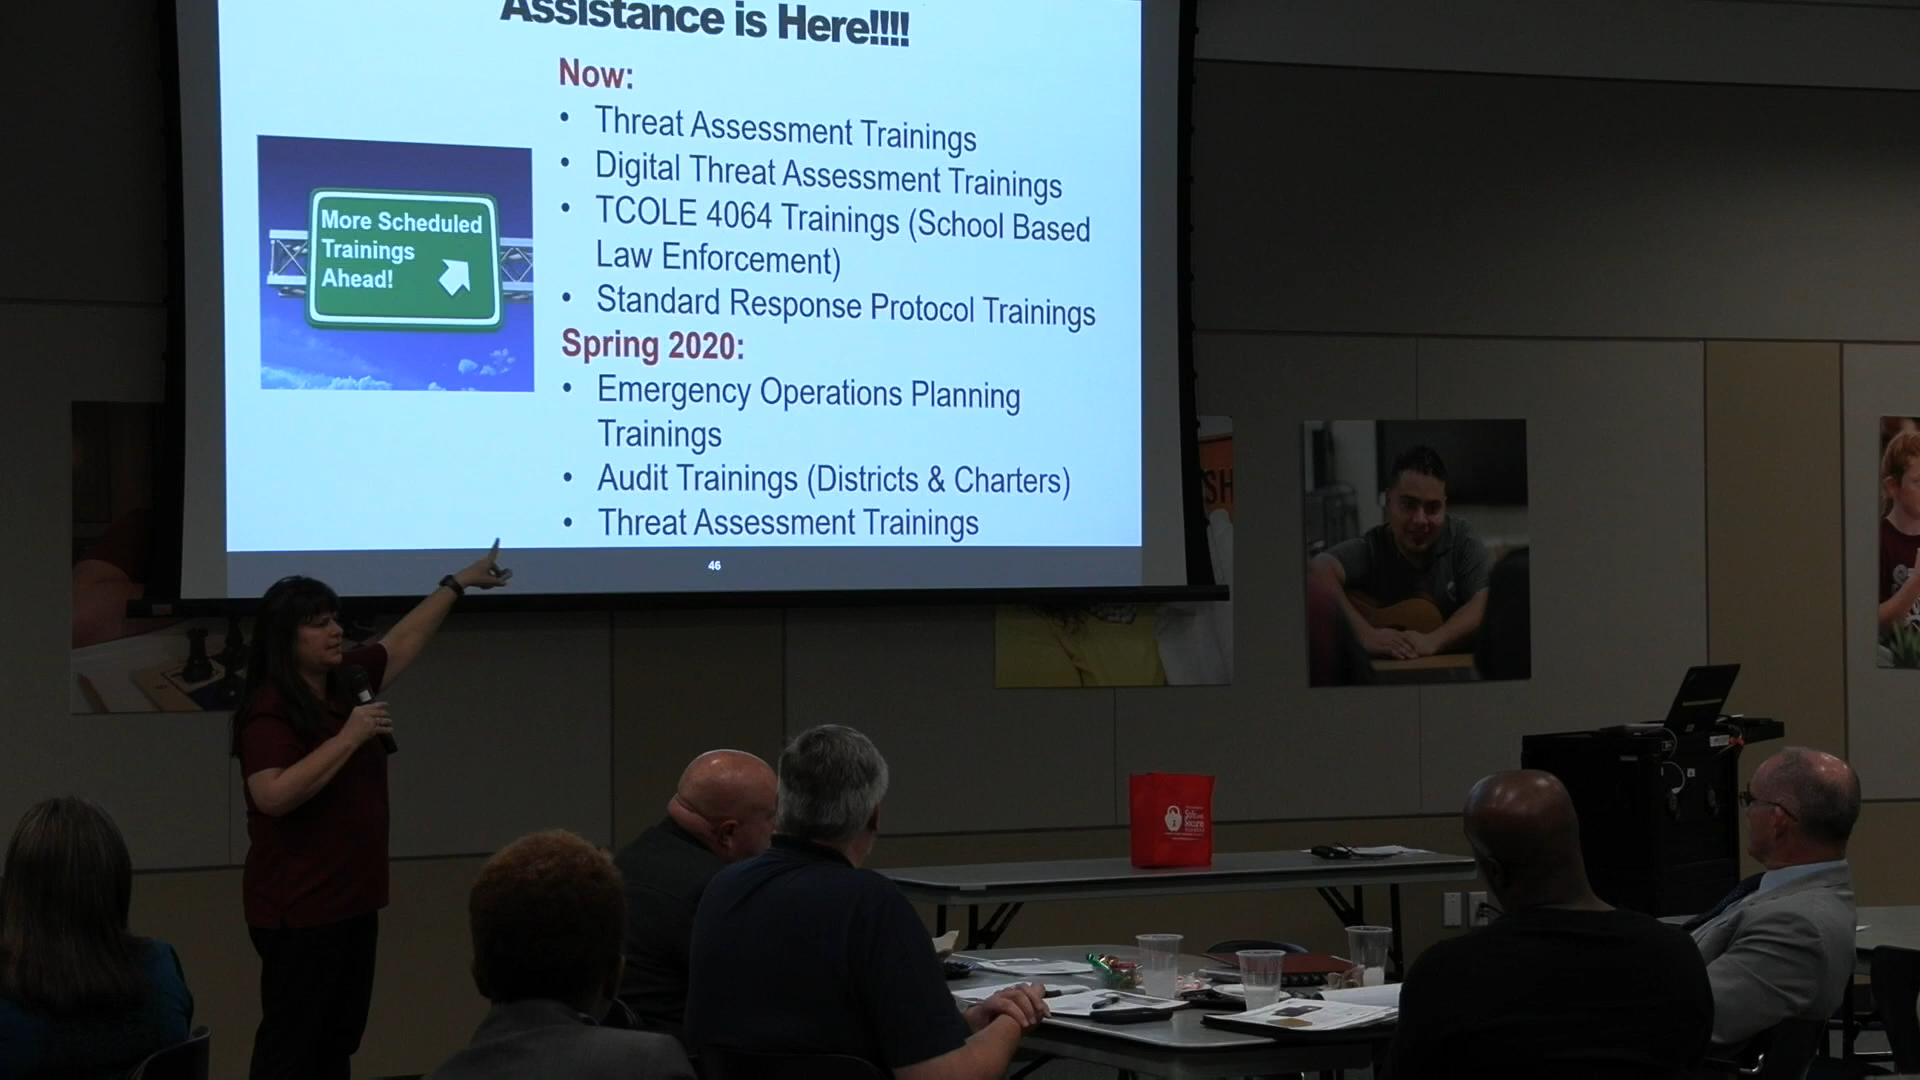 Assistance is Here!!!!
Now:
• Threat Assessment Trainings
• Digital Threat Assessment Trainings
• TCOLE 4064 Trainings (School Based
Law Enforcement)
• Standard Response Protocol Trainings
Spring 2020:
• Emergency Operations Planning
Trainings
• Audit Trainings (Districts & Charters)
• Threat Assessment Trainings
More Scheduled
Trainings
Ahead!
46
SH